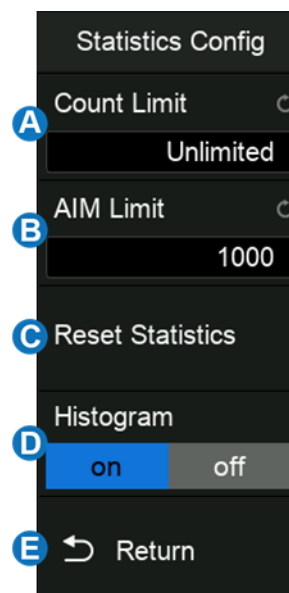 Statistics Config
Count Limit
A
Unlimited
AIM Limit
B
1000
C Reset Statistics
Histogram
D
on off
E Return